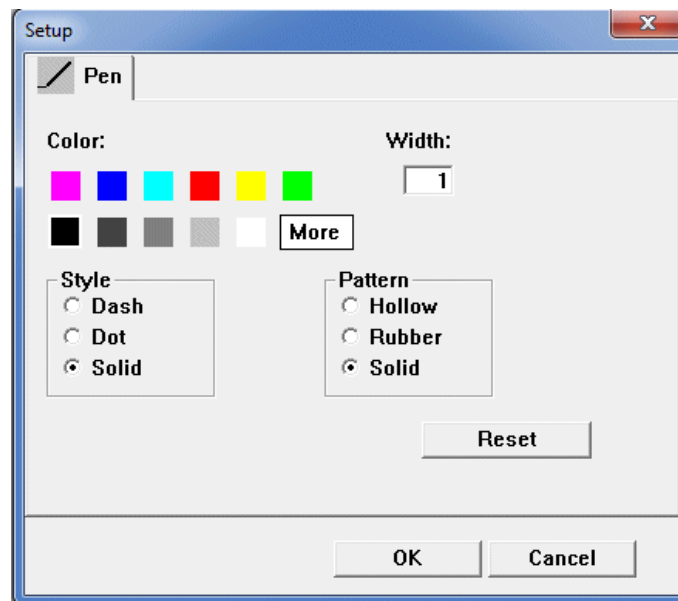 Setup
Pen
Color:
Width:
1
More
Style
Dash
Dot
Solid
Pattern
Hollow
Rubber
Solid
Reset
OK
Cancel